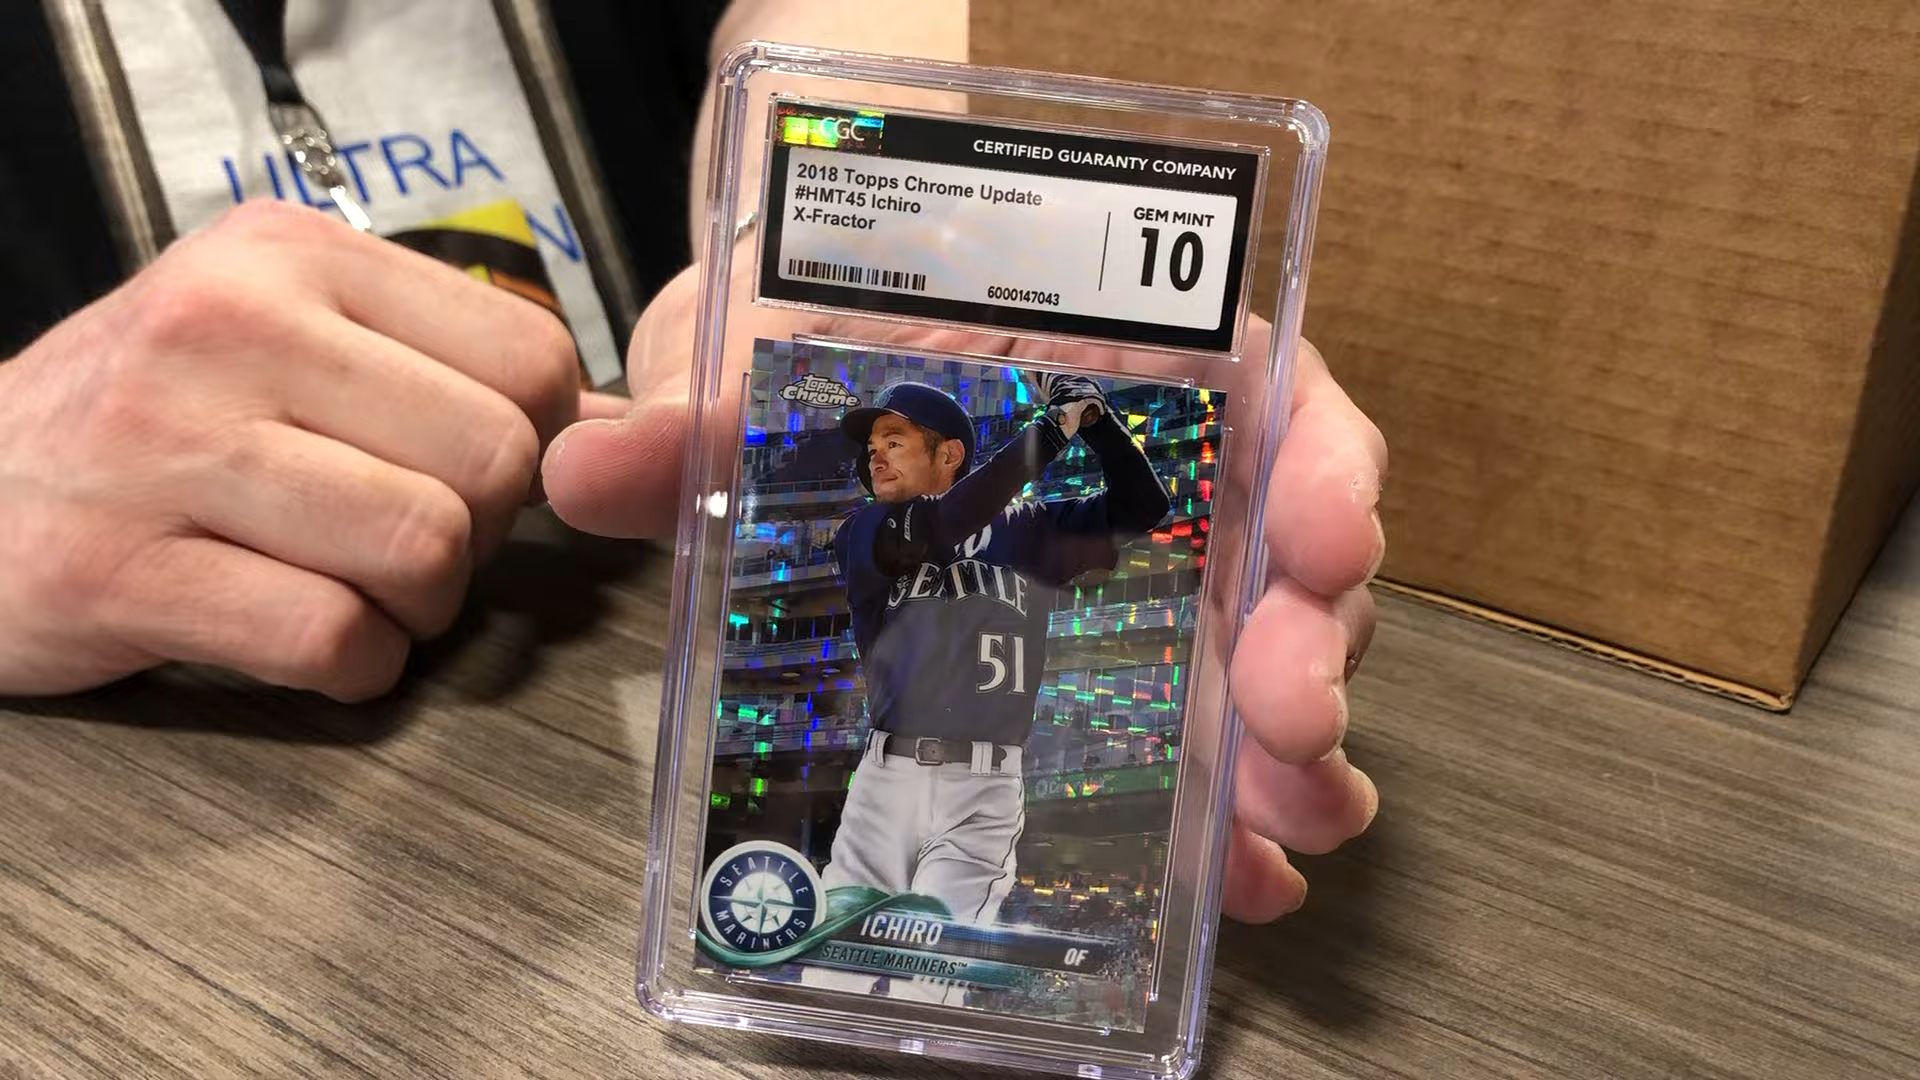 ULTRA
N
CGC
CERTIFIED GUARANTY COMPANY
2018 Topps Chrome Update
#HMT45 Ichiro
X-Fractor
GEM MINT
10
6000147043
Topps
Chrome
SEATTLE
51
SEATTLE
MARINERS
ICHIRO
OF
SEATTLE MARINERS™